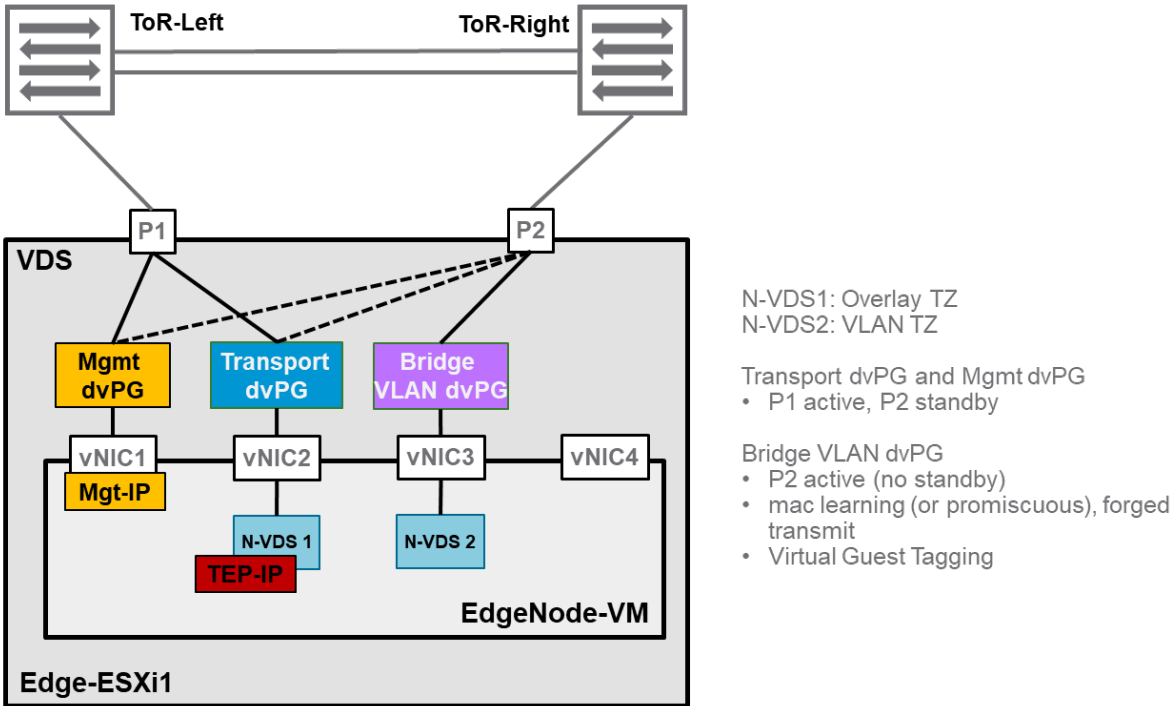 ToR-Left
ToR-Right
P1
P2
VDS
Mgmt
dvPG
Transport
dvPG
Bridge
VLAN dvPG
vNIC1
vNIC2
vNIC3
vNIC4
Mgt-IP
N-VDS 1
N-VDS 2
TEP-IP
EdgeNode-VM
Edge-ESXi1
N-VDS1: Overlay TZ
N-VDS2: VLAN TZ
Transport dvPG and Mgmt dvPG
• P1 active, P2 standby
Bridge VLAN dvPG
• P2 active (no standby)
• mac learning (or promiscuous), forged
transmit
• Virtual Guest Tagging